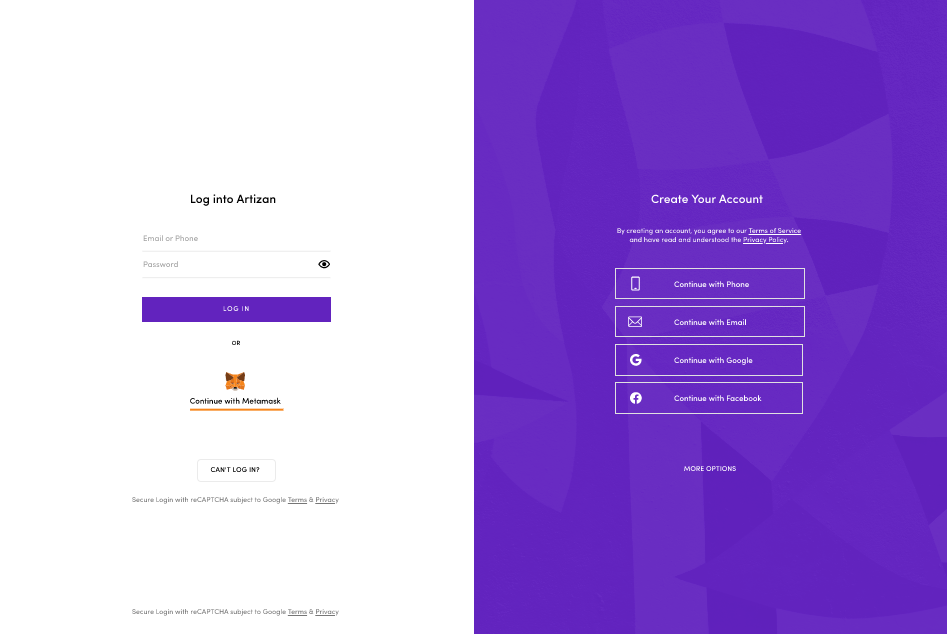 Log into Artizan
Email or Phone
Password
LOG IN
OR
Continue with Metamask
CAN'T LOG IN?
Secure Login with reCAPTCHA subject to Google Terms & Privacy
Secure Login with reCAPTCHA subject to Google Terms & Privacy
Create Your Account
By creating an account, you agree to our Terms of Service
and have read and understood the Privacy Policy.
Continue with Phone
Continue with Email
Continue with Google
Continue with Facebook
MORE OPTIONS